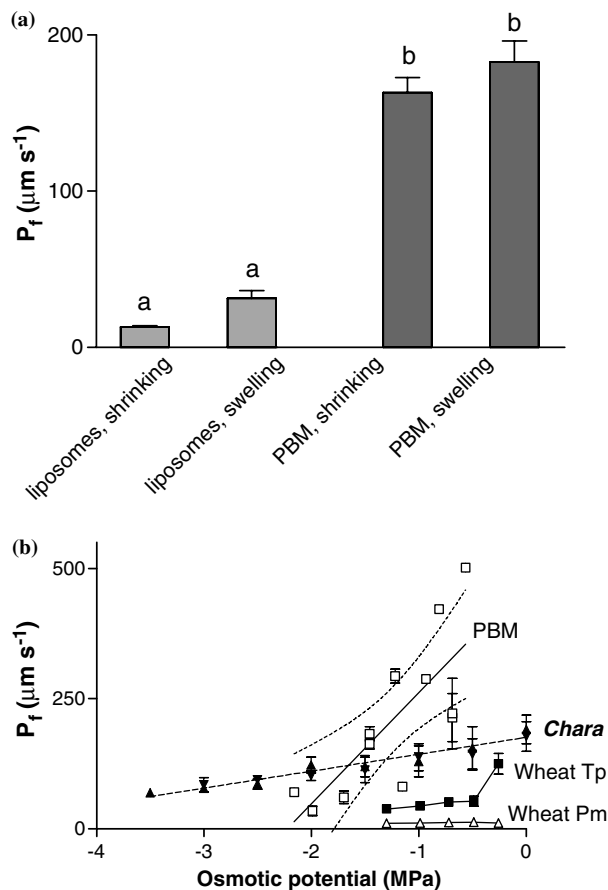 (a)
200
100
0
P_f (μm s⁻¹)
a
a
b
b
liposomes, shrinking
liposomes, swelling
PBM, shrinking
PBM, swelling
(b)
500
250
0
P_f (μm s⁻¹)
PBM
Chara
Wheat Tp
Wheat Pm
-4
-3
-2
-1
0
Osmotic potential (MPa)